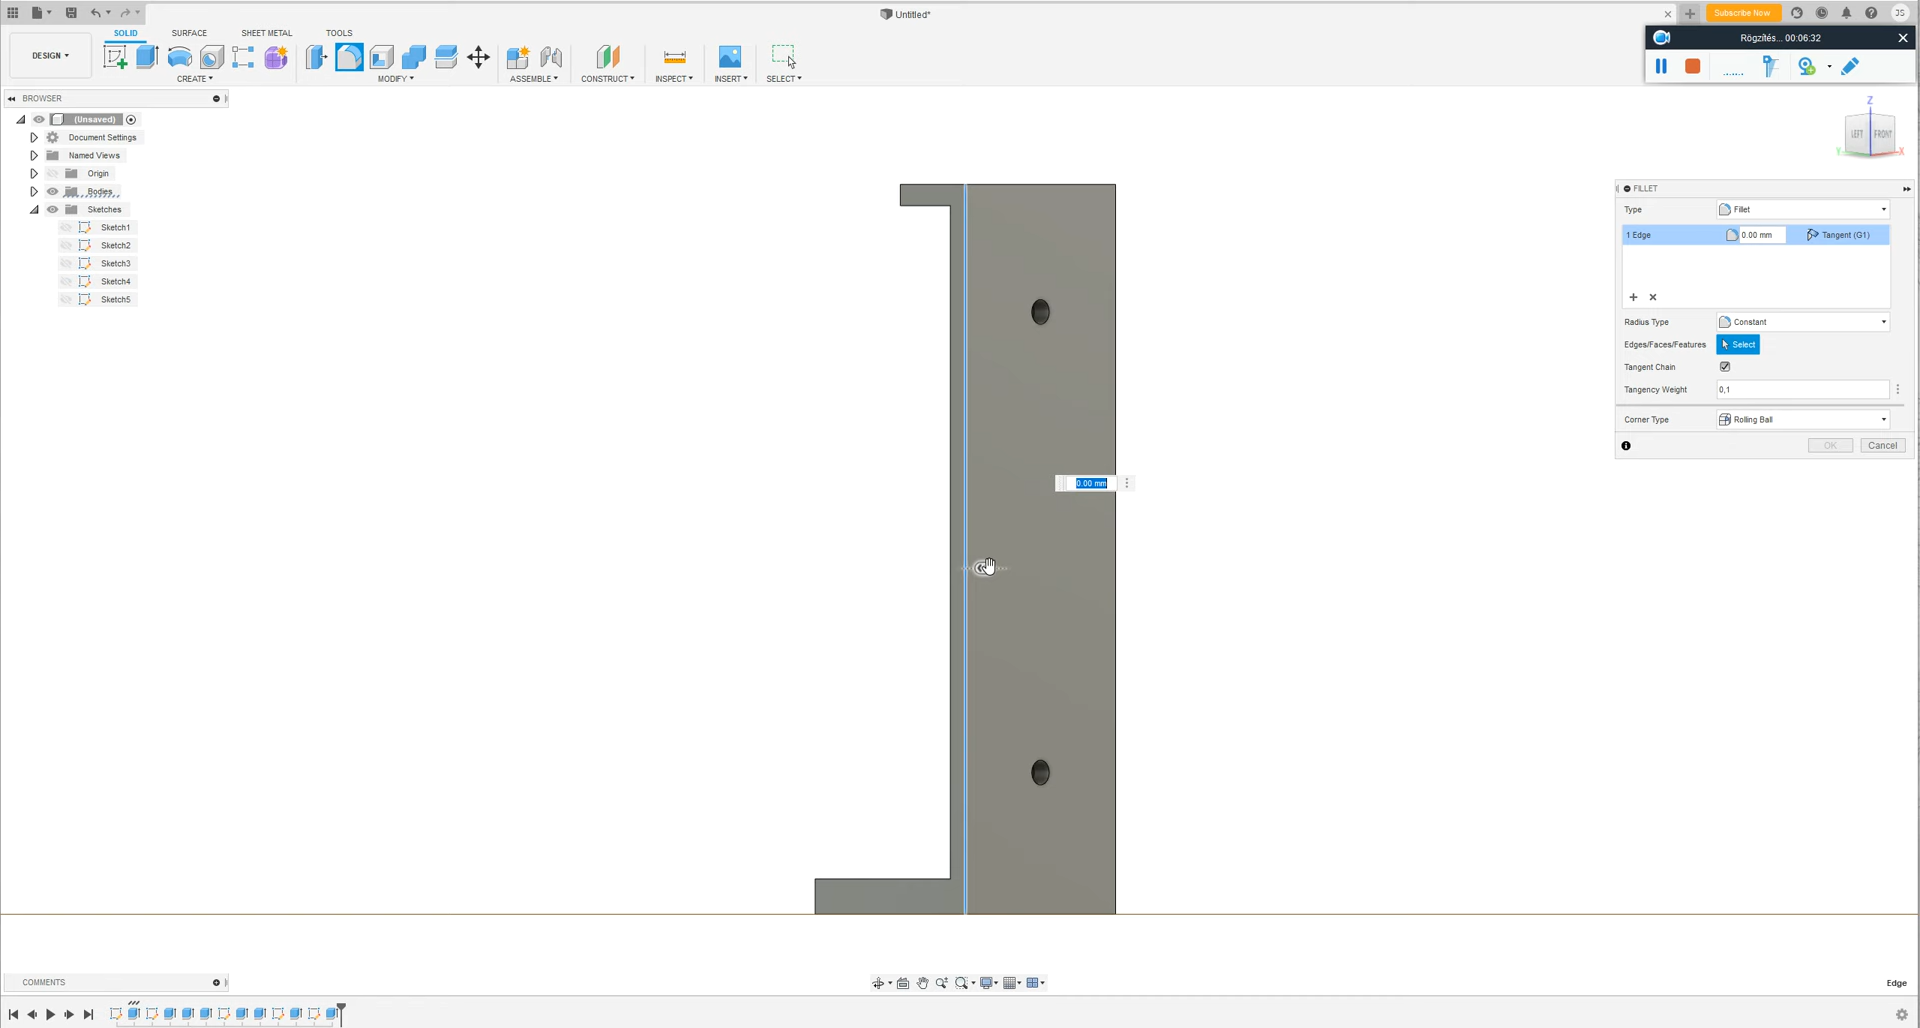 Untitled*
Subscribe Now
JS
DESIGN
SOLID
SURFACE
SHEET METAL
TOOLS
CREATE
MODIFY
ASSEMBLE
CONSTRUCT
INSPECT
INSERT
SELECT
Rögzítés... 00:06:32
BROWSER
(Unsaved)
Document Settings
Named Views
Origin
Bodies
Sketches
Sketch1
Sketch2
Sketch3
Sketch4
Sketch5
Z
LEFT
FRONT
Y
X
FILLET
Type
Fillet
1 Edge
0.00 mm
Tangent (G1)
Radius Type
Constant
Edges/Faces/Features
Select
Tangent Chain
Tangency Weight
0,1
Corner Type
Rolling Ball
OK
Cancel
0.00 mm
COMMENTS
Edge